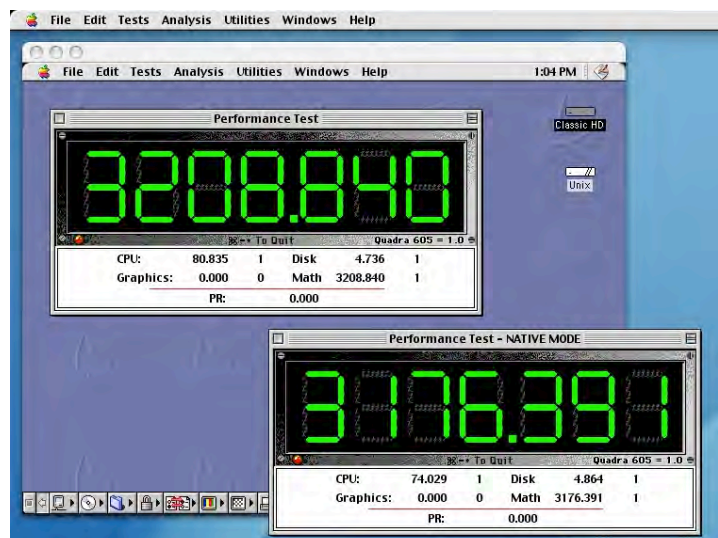 File Edit Tests Analysis Utilities Windows Help
File Edit Tests Analysis Utilities Windows Help 1:04 PM
Performance Test
Classic HD
3208.840
Unix
⌘-. To Quit Quadra 605 = 1.0
CPU: 80.835 1 Disk 4.736 1
Graphics: 0.000 0 Math 3208.840 1
PR: 0.000
Performance Test - NATIVE MODE
3176.391
⌘-. To Quit Quadra 605 = 1.0
CPU: 74.029 1 Disk 4.864 1
Graphics: 0.000 0 Math 3176.391 1
PR: 0.000